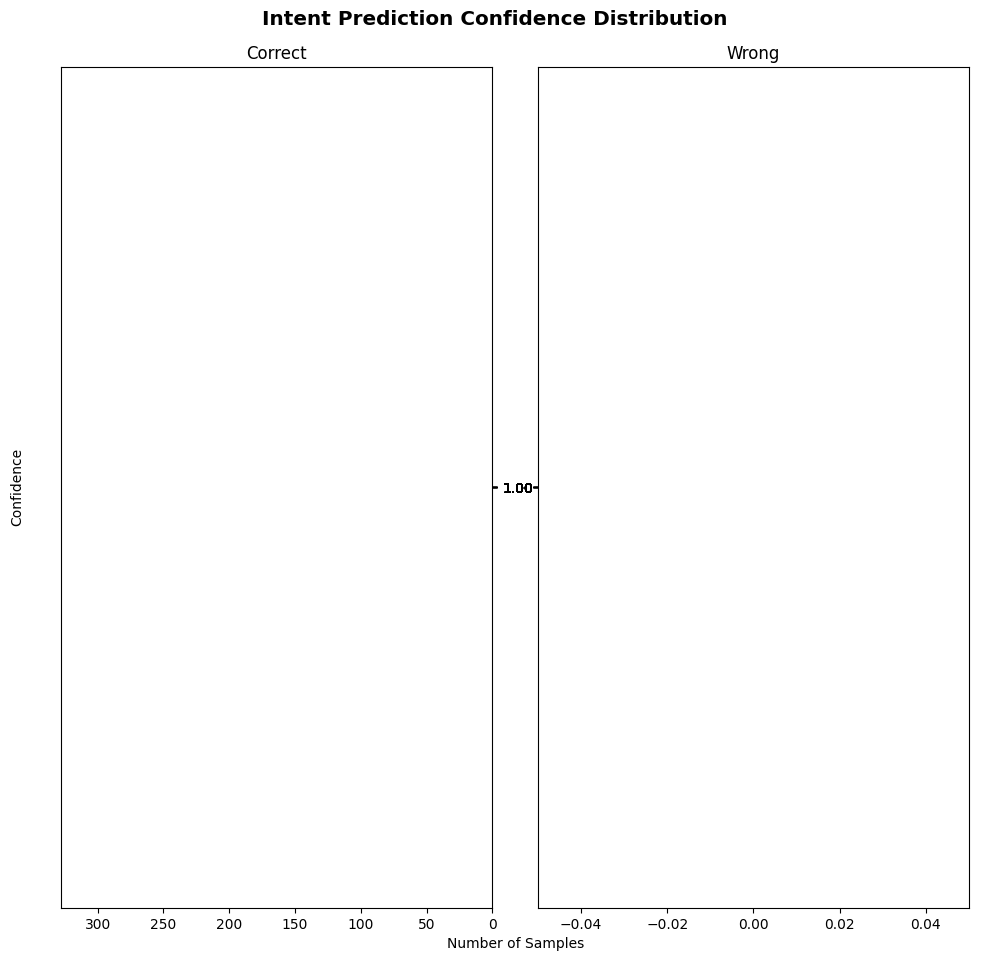 Intent Prediction Confidence Distribution
Correct
Wrong
Confidence
1.00
300 250 200 150 100 50 0
−0.04 −0.02 0.00 0.02 0.04
Number of Samples